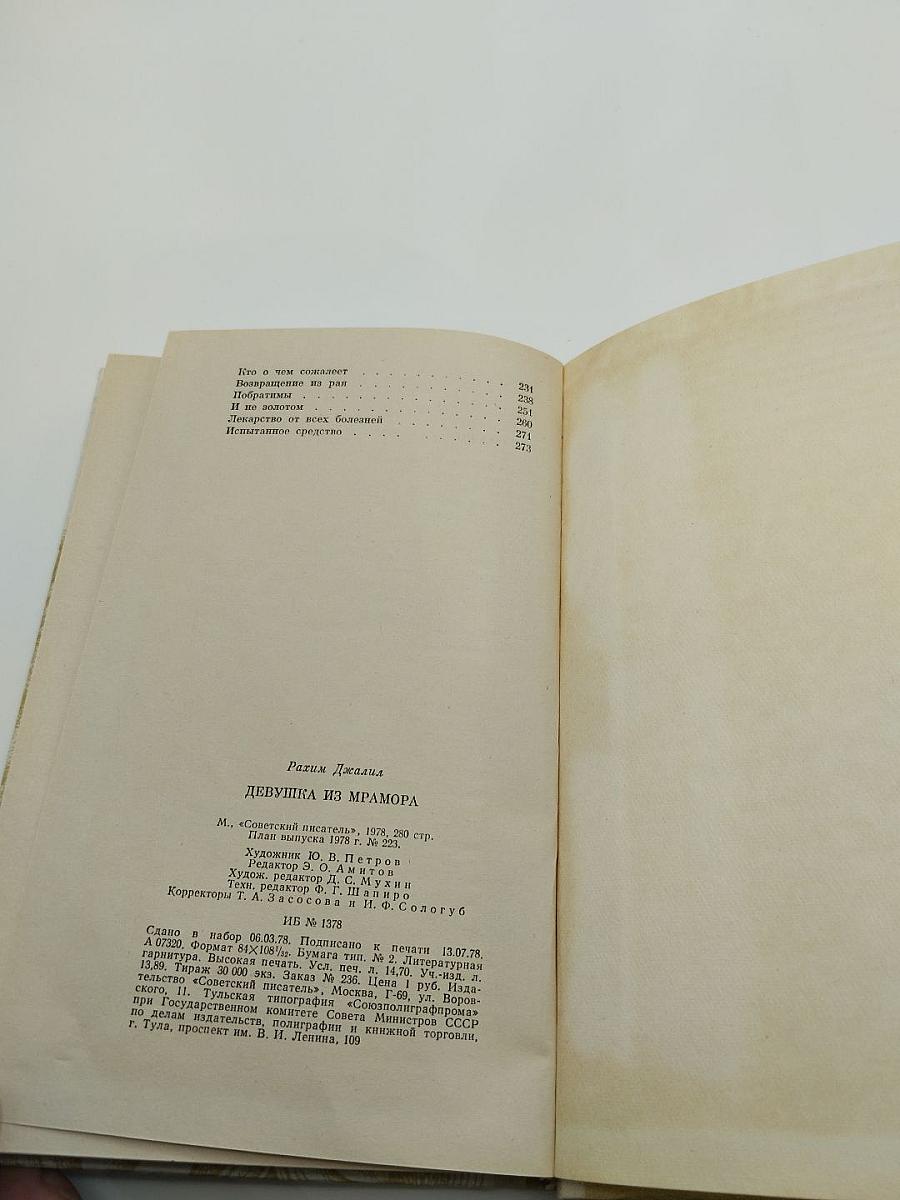 Кто о чем сожалеет . . . . . . . . . . 231
Возвращение из рая . . . . . . . . . . 238
Побратимы . . . . . . . . . . . . . 251
И не золотом . . . . . . . . . . . . 260
Лекарство от всех болезней . . . . . . . 271
Испытанное средство . . . . . . . . . 273
Рахим Джалил
ДЕВУШКА ИЗ МРАМОРА
М., «Советский писатель», 1978, 280 стр.
План выпуска 1978 г. № 223.
Художник Ю. В. Петров
Редактор Э. О. Амитов
Худож. редактор Д. С. Мухин
Техн. редактор Ф. Г. Шапиро
Корректоры Т. А. Засосова и И. Ф. Сологуб
ИБ № 1378
Сдано в набор 06.03.78. Подписано к печати 13.07.78.
А 07320. Формат 84×108¹/₃₂. Бумага тип. № 2. Литературная
гарнитура. Высокая печать. Усл. печ. л. 14,70. Уч.-изд. л.
13,89. Тираж 30 000 экз. Заказ № 236. Цена 1 руб. Изда-
тельство «Советский писатель», Москва, Г-69, ул. Воров-
ского, 11. Тульская типография «Союзполиграфпрома»
при Государственном комитете Совета Министров СССР
по делам издательств, полиграфии и книжной торговли,
г. Тула, проспект им. В. И. Ленина, 109